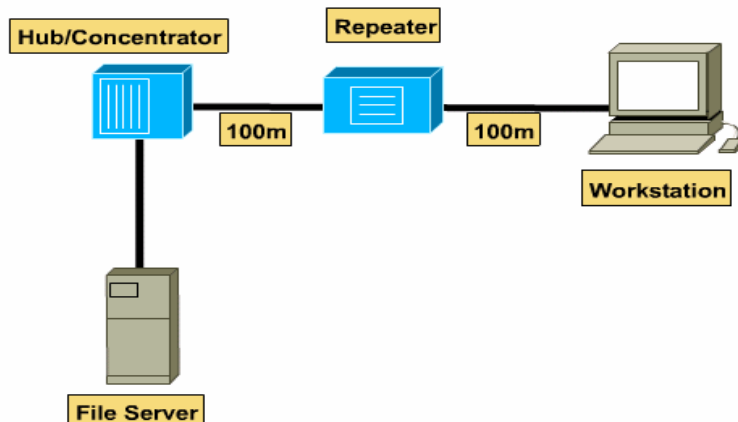 Hub/Concentrator
Repeater
100m
100m
Workstation
File Server